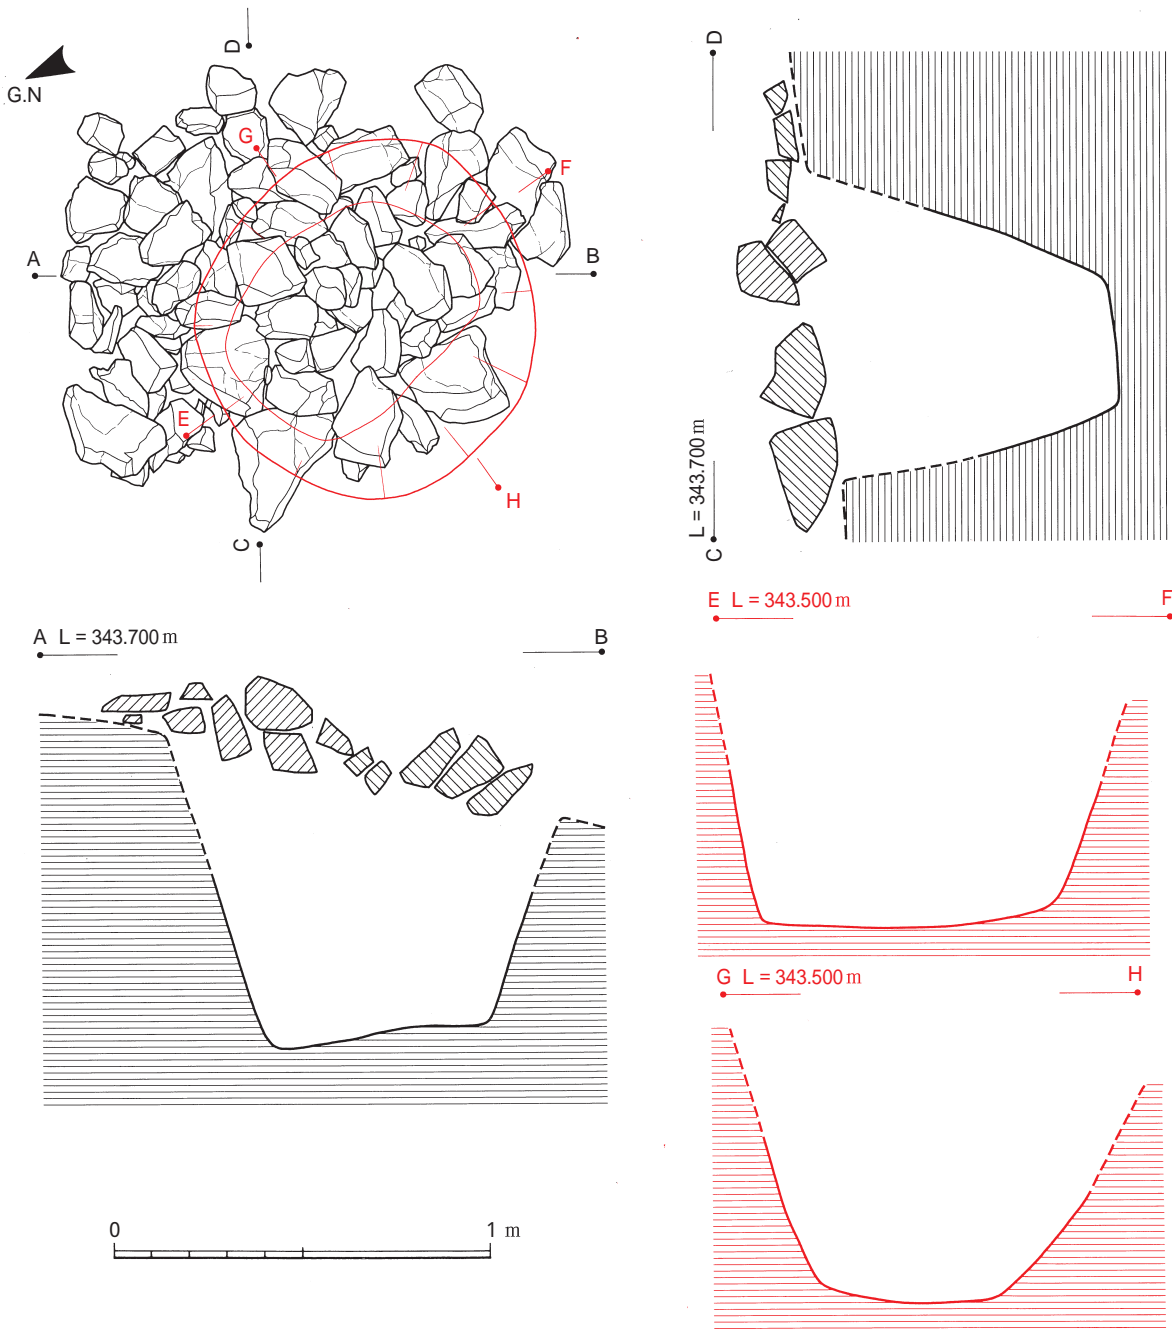 G.N
D
G
F
A
B
E
H
C
D
L = 343.700 m
C
E L = 343.500 m
F
A L = 343.700 m
B
G L = 343.500 m
H
0 1 m